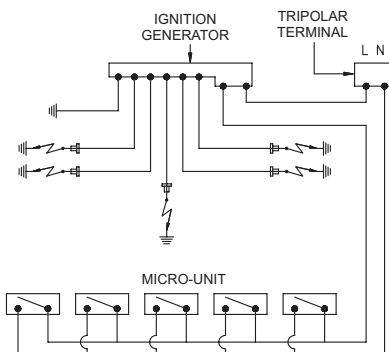 IGNITION
GENERATOR
TRIPOLAR
TERMINAL
L N
MICRO-UNIT